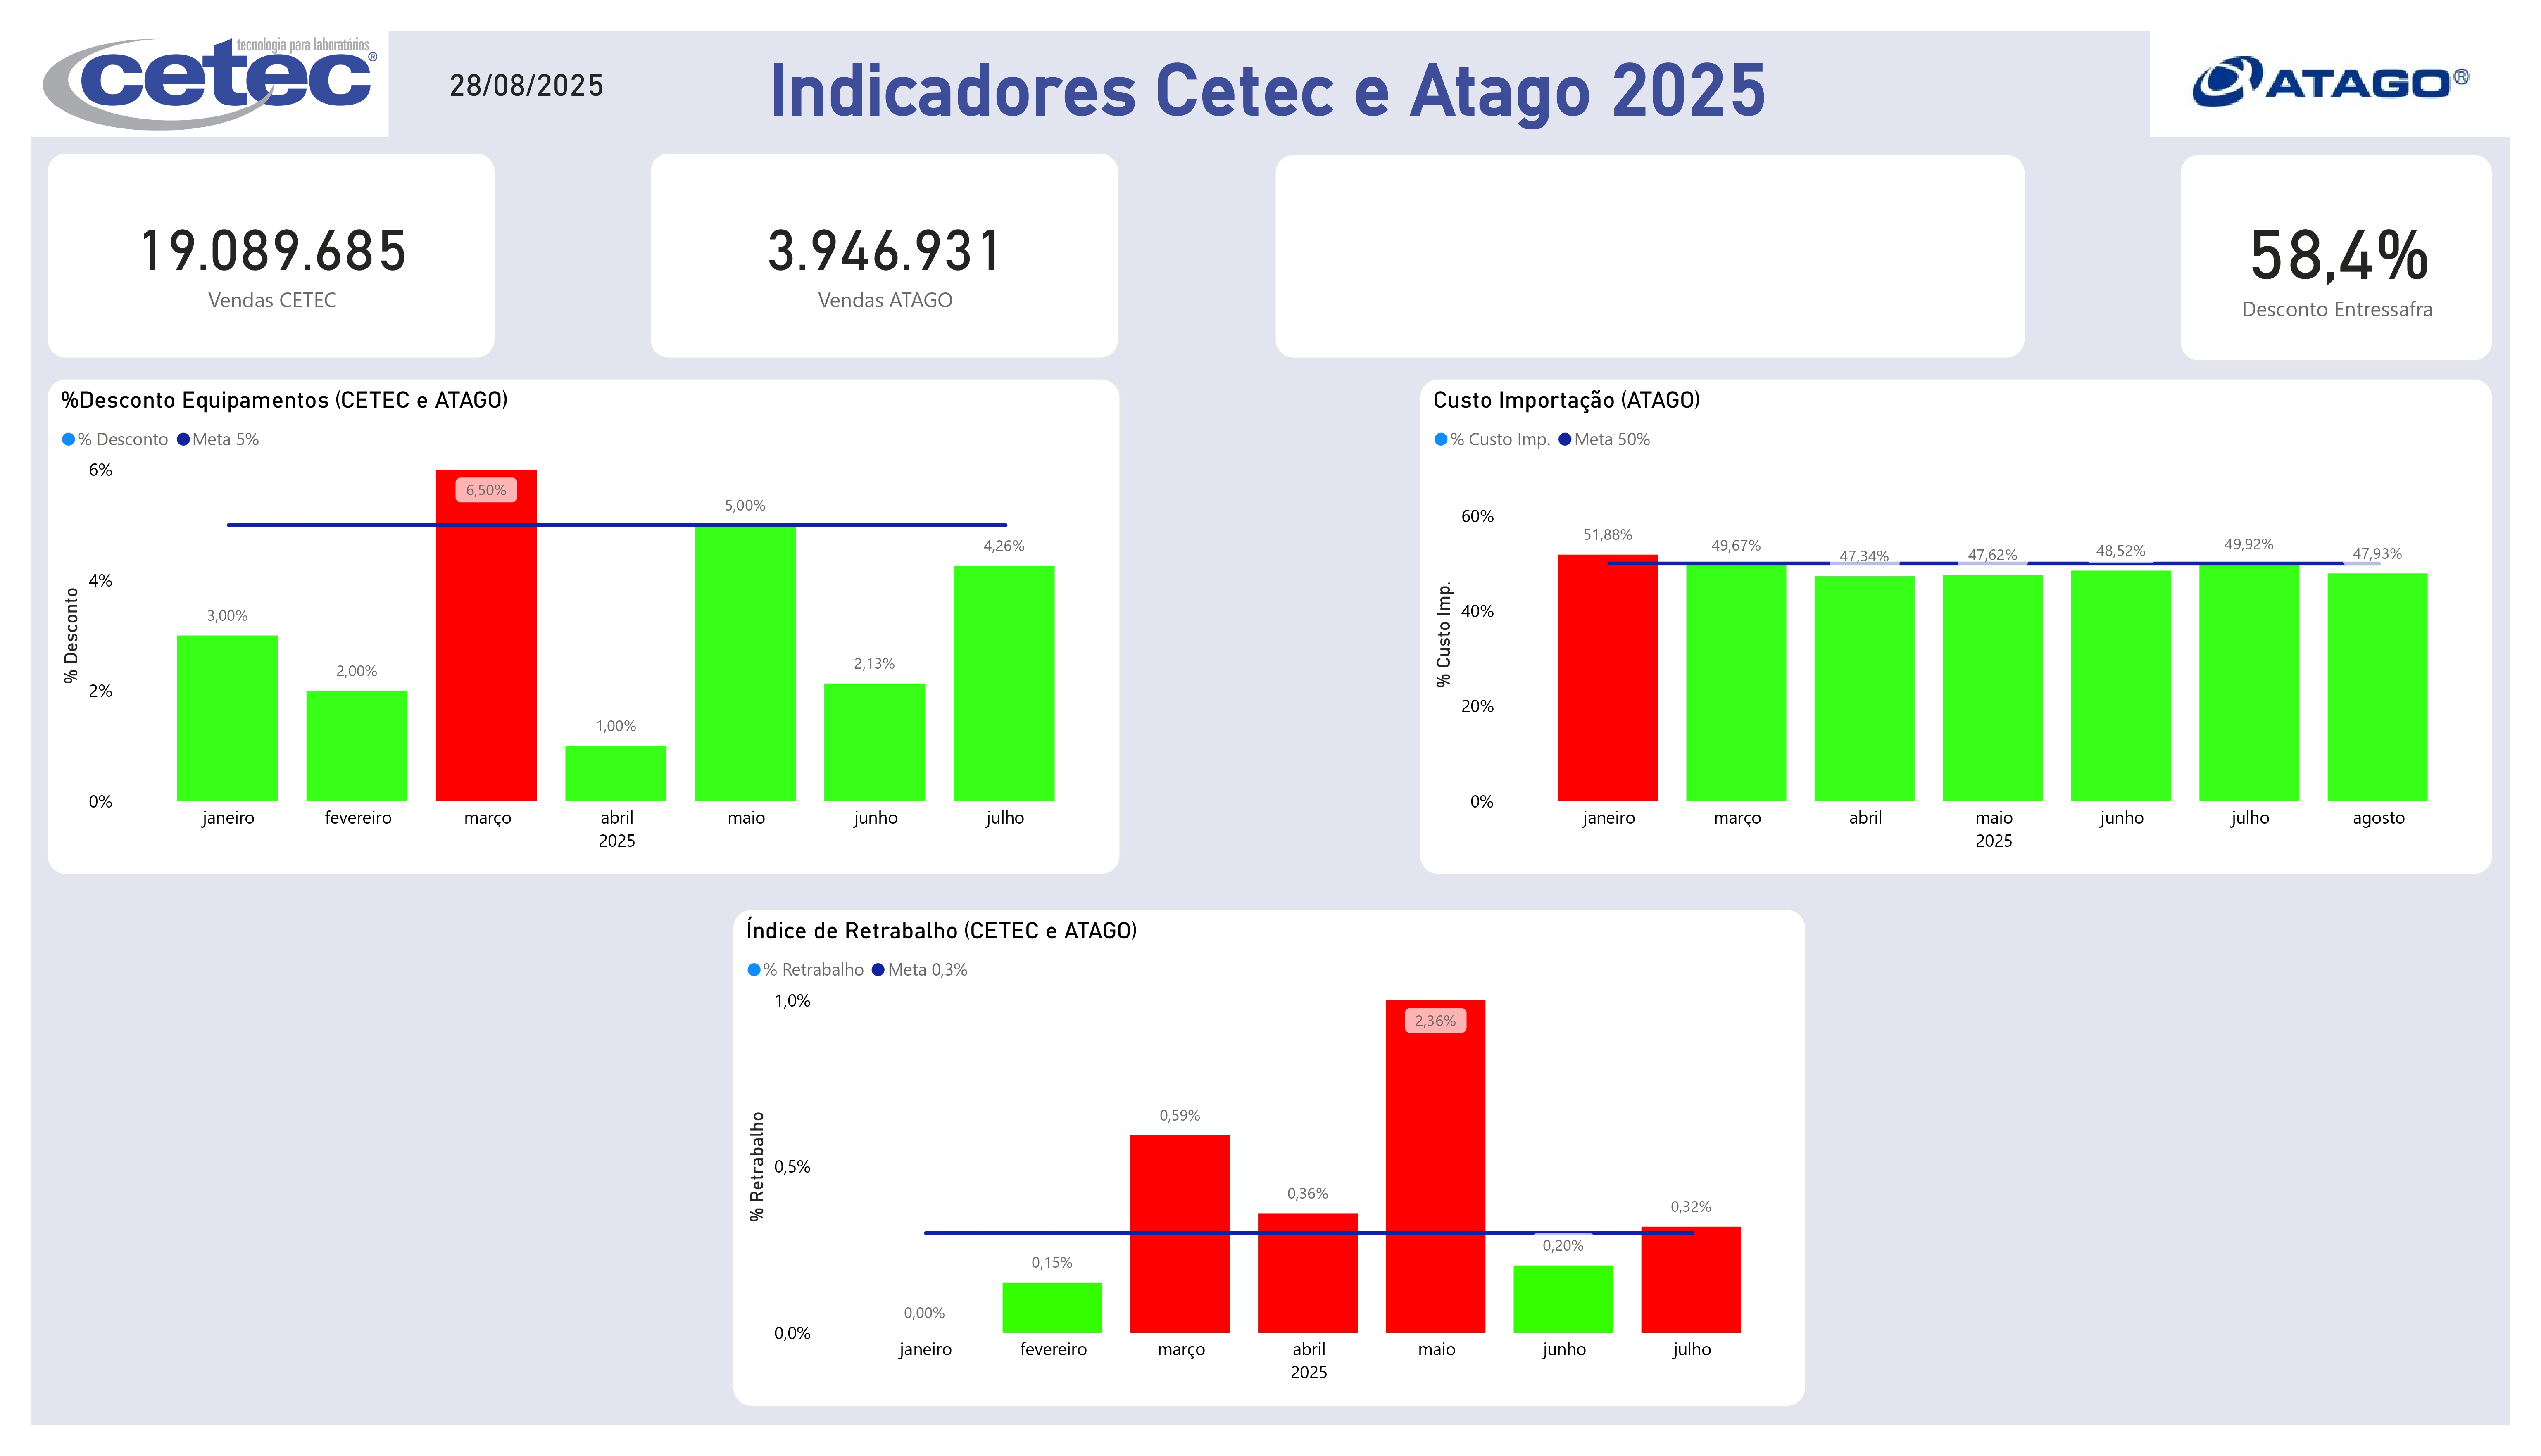 tecnologia para laboratórios
cetec®
28/08/2025
Indicadores Cetec e Atago 2025
ATAGO®
19.089.685
Vendas CETEC
3.946.931
Vendas ATAGO
58,4%
Desconto Entressafra
%Desconto Equipamentos (CETEC e ATAGO)
% Desconto Meta 5%
% Desconto
6%
4%
2%
0%
3,00%
2,00%
6,50%
1,00%
5,00%
2,13%
4,26%
janeiro fevereiro março abril maio junho julho
2025
Custo Importação (ATAGO)
% Custo Imp. Meta 50%
% Custo Imp.
60%
40%
20%
0%
51,88%
49,67%
47,34%
47,62%
48,52%
49,92%
47,93%
janeiro março abril maio junho julho agosto
2025
Índice de Retrabalho (CETEC e ATAGO)
% Retrabalho Meta 0,3%
% Retrabalho
1,0%
0,5%
0,0%
0,00%
0,15%
0,59%
0,36%
2,36%
0,20%
0,32%
janeiro fevereiro março abril maio junho julho
2025